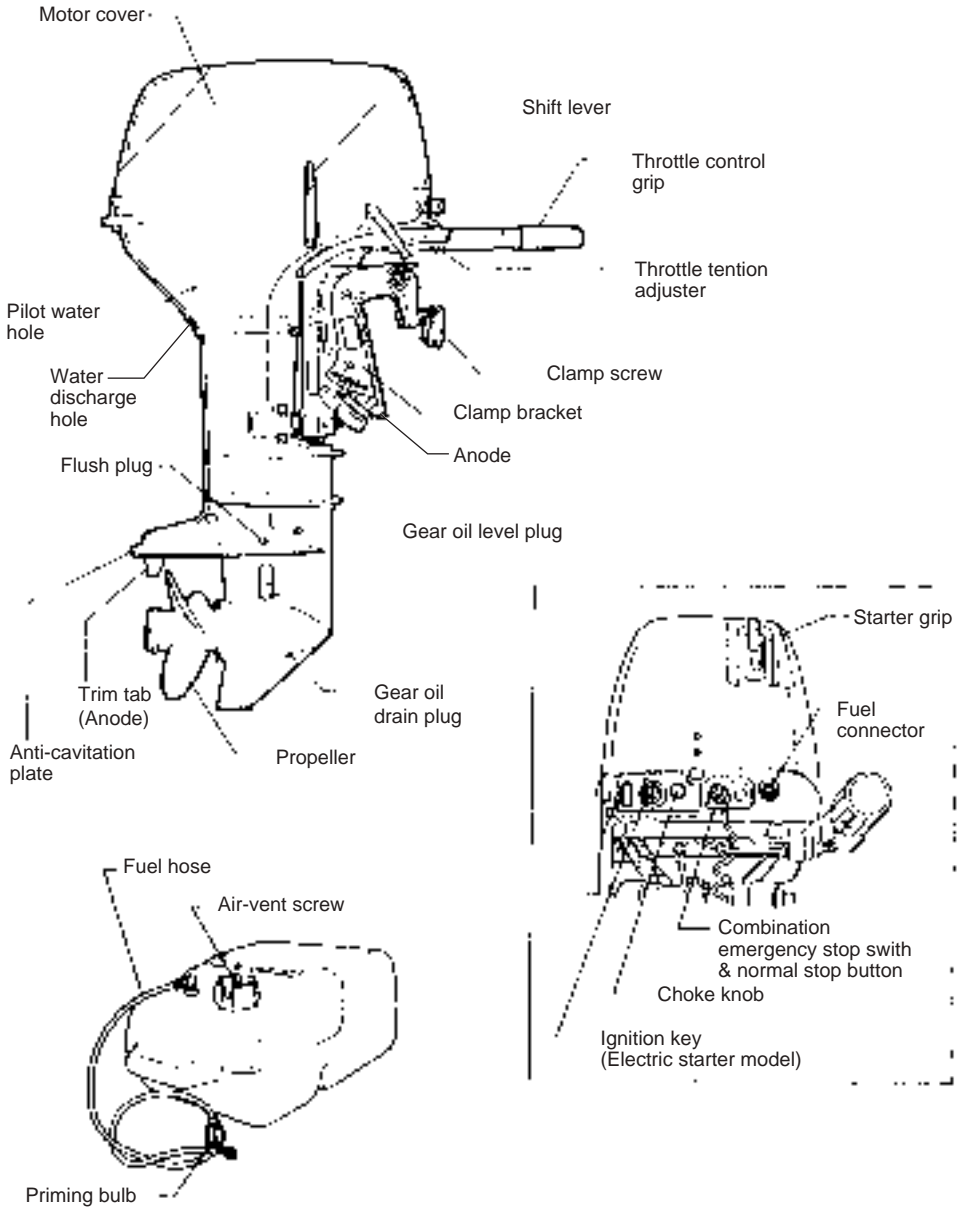 Motor cover
Shift lever
Throttle control
grip
Throttle tention
adjuster
Pilot water
hole
Water
discharge
hole
Clamp screw
Clamp bracket
Anode
Flush plug
Gear oil level plug
Trim tab
(Anode)
Gear oil
drain plug
Anti-cavitation
plate
Propeller
Starter grip
Fuel
connector
Combination
emergency stop swith
& normal stop button
Choke knob
Ignition key
(Electric starter model)
Fuel hose
Air-vent screw
Priming bulb